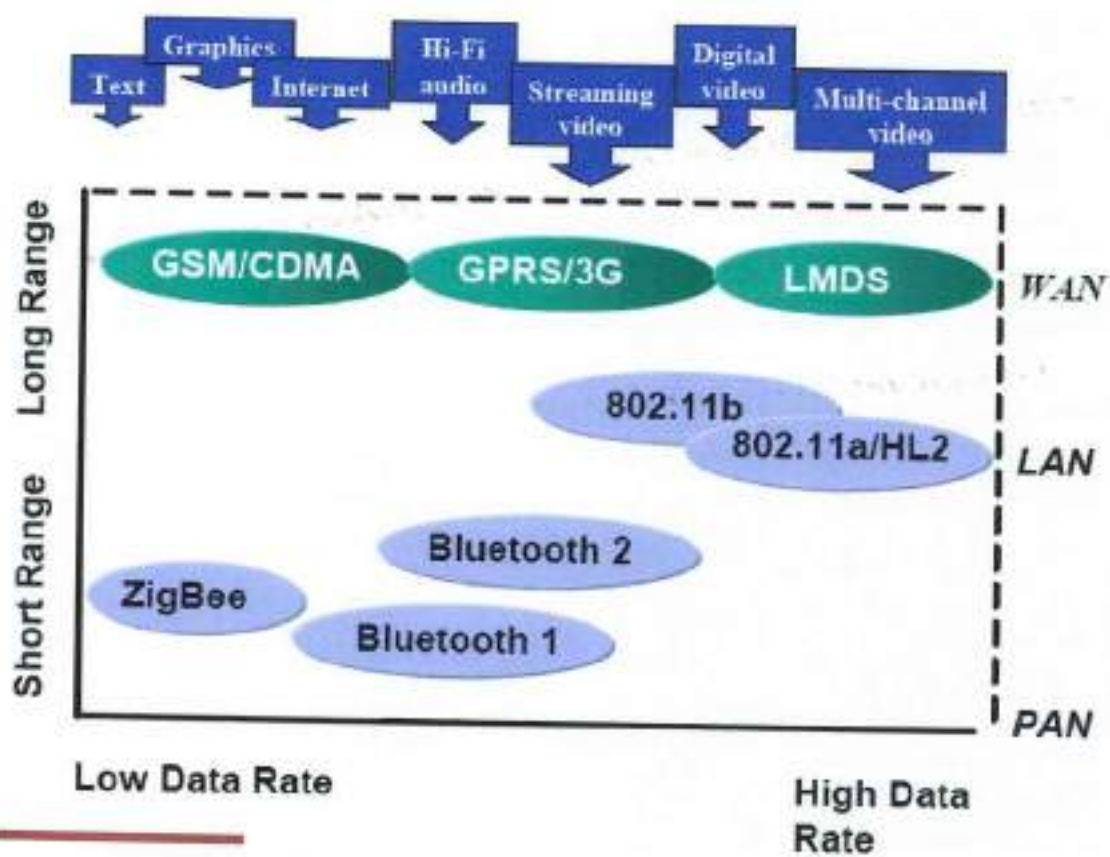 Text
Graphics
Internet
Hi-Fi
audio
Streaming
video
Digital
video
Multi-channel
video
Long Range
Short Range
GSM/CDMA
GPRS/3G
LMDS
WAN
802.11b
802.11a/HL2
LAN
Bluetooth 2
ZigBee
Bluetooth 1
PAN
Low Data Rate
High Data
Rate